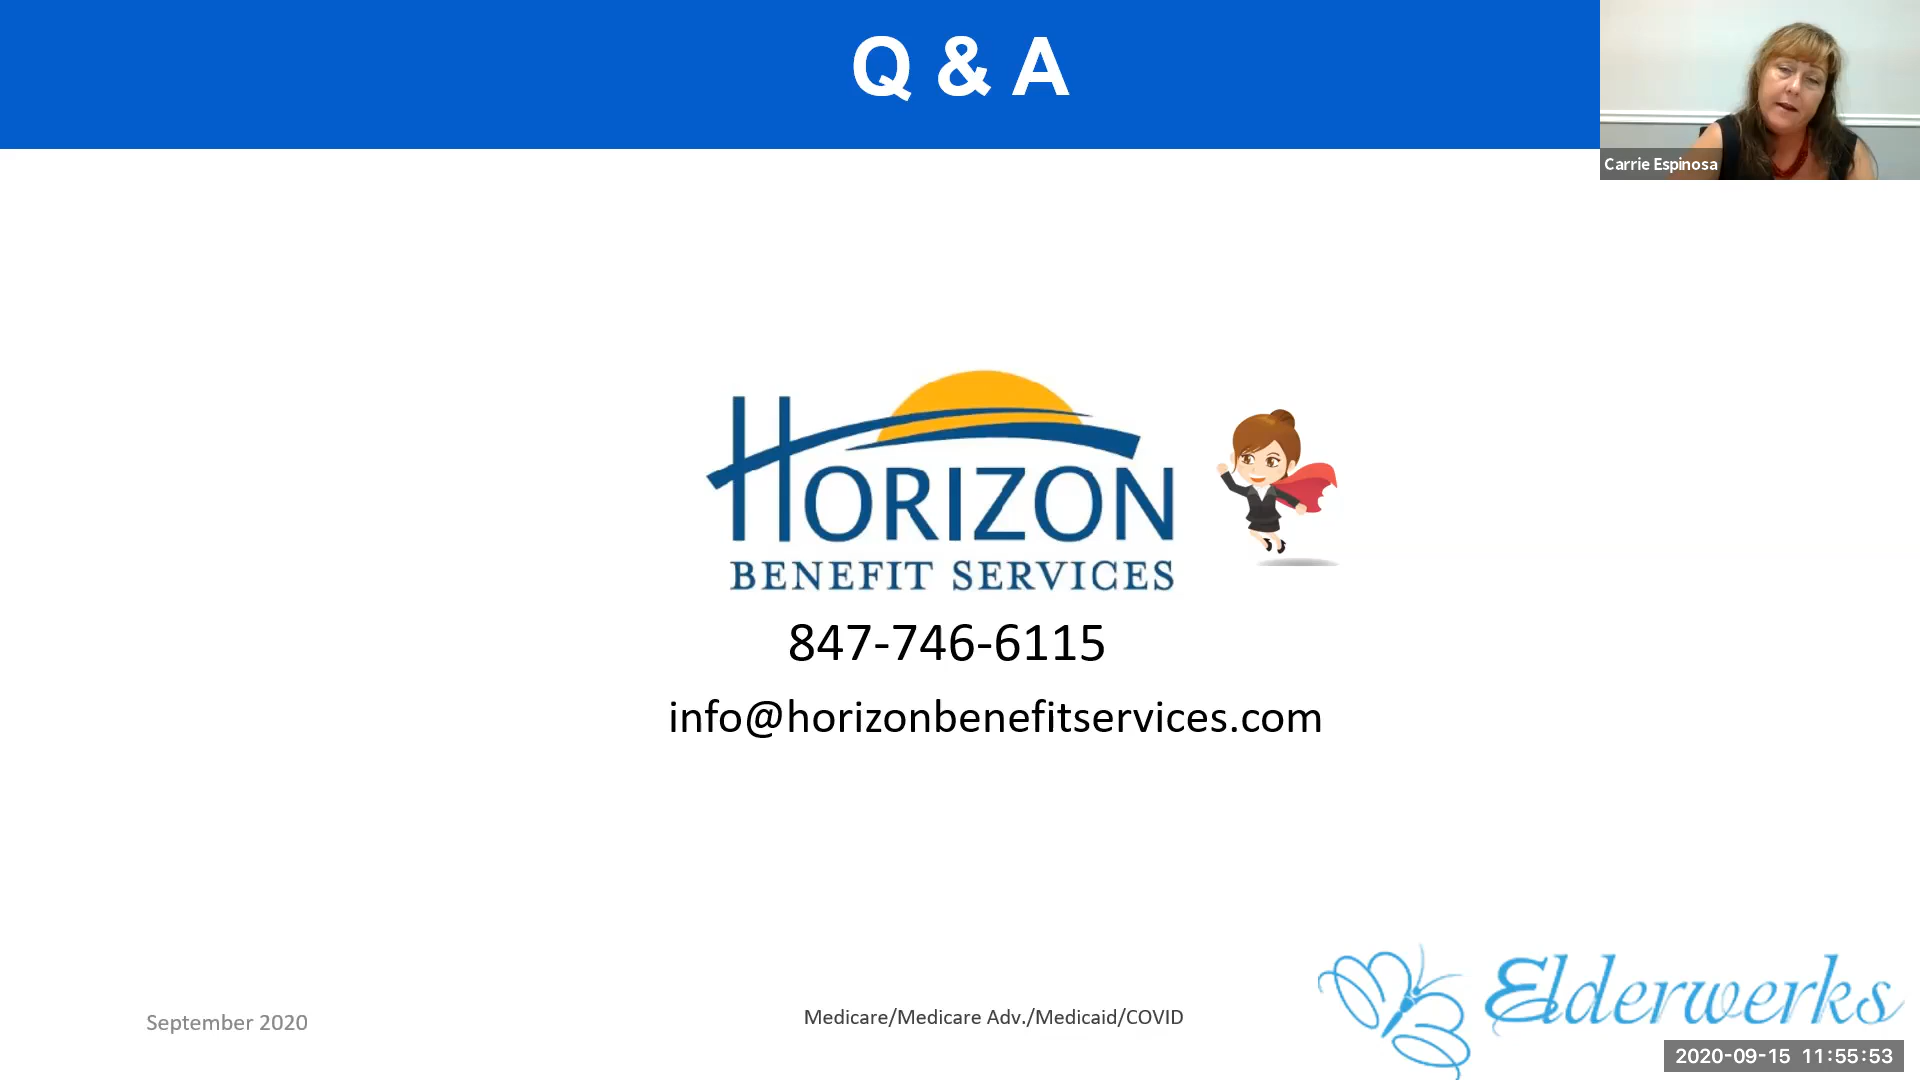 Q & A
Carrie Espinosa
HORIZON
BENEFIT SERVICES
847-746-6115
info@horizonbenefitservices.com
September 2020
Medicare/Medicare Adv./Medicaid/COVID
Elderwerks
2020-09-15 11:55:53